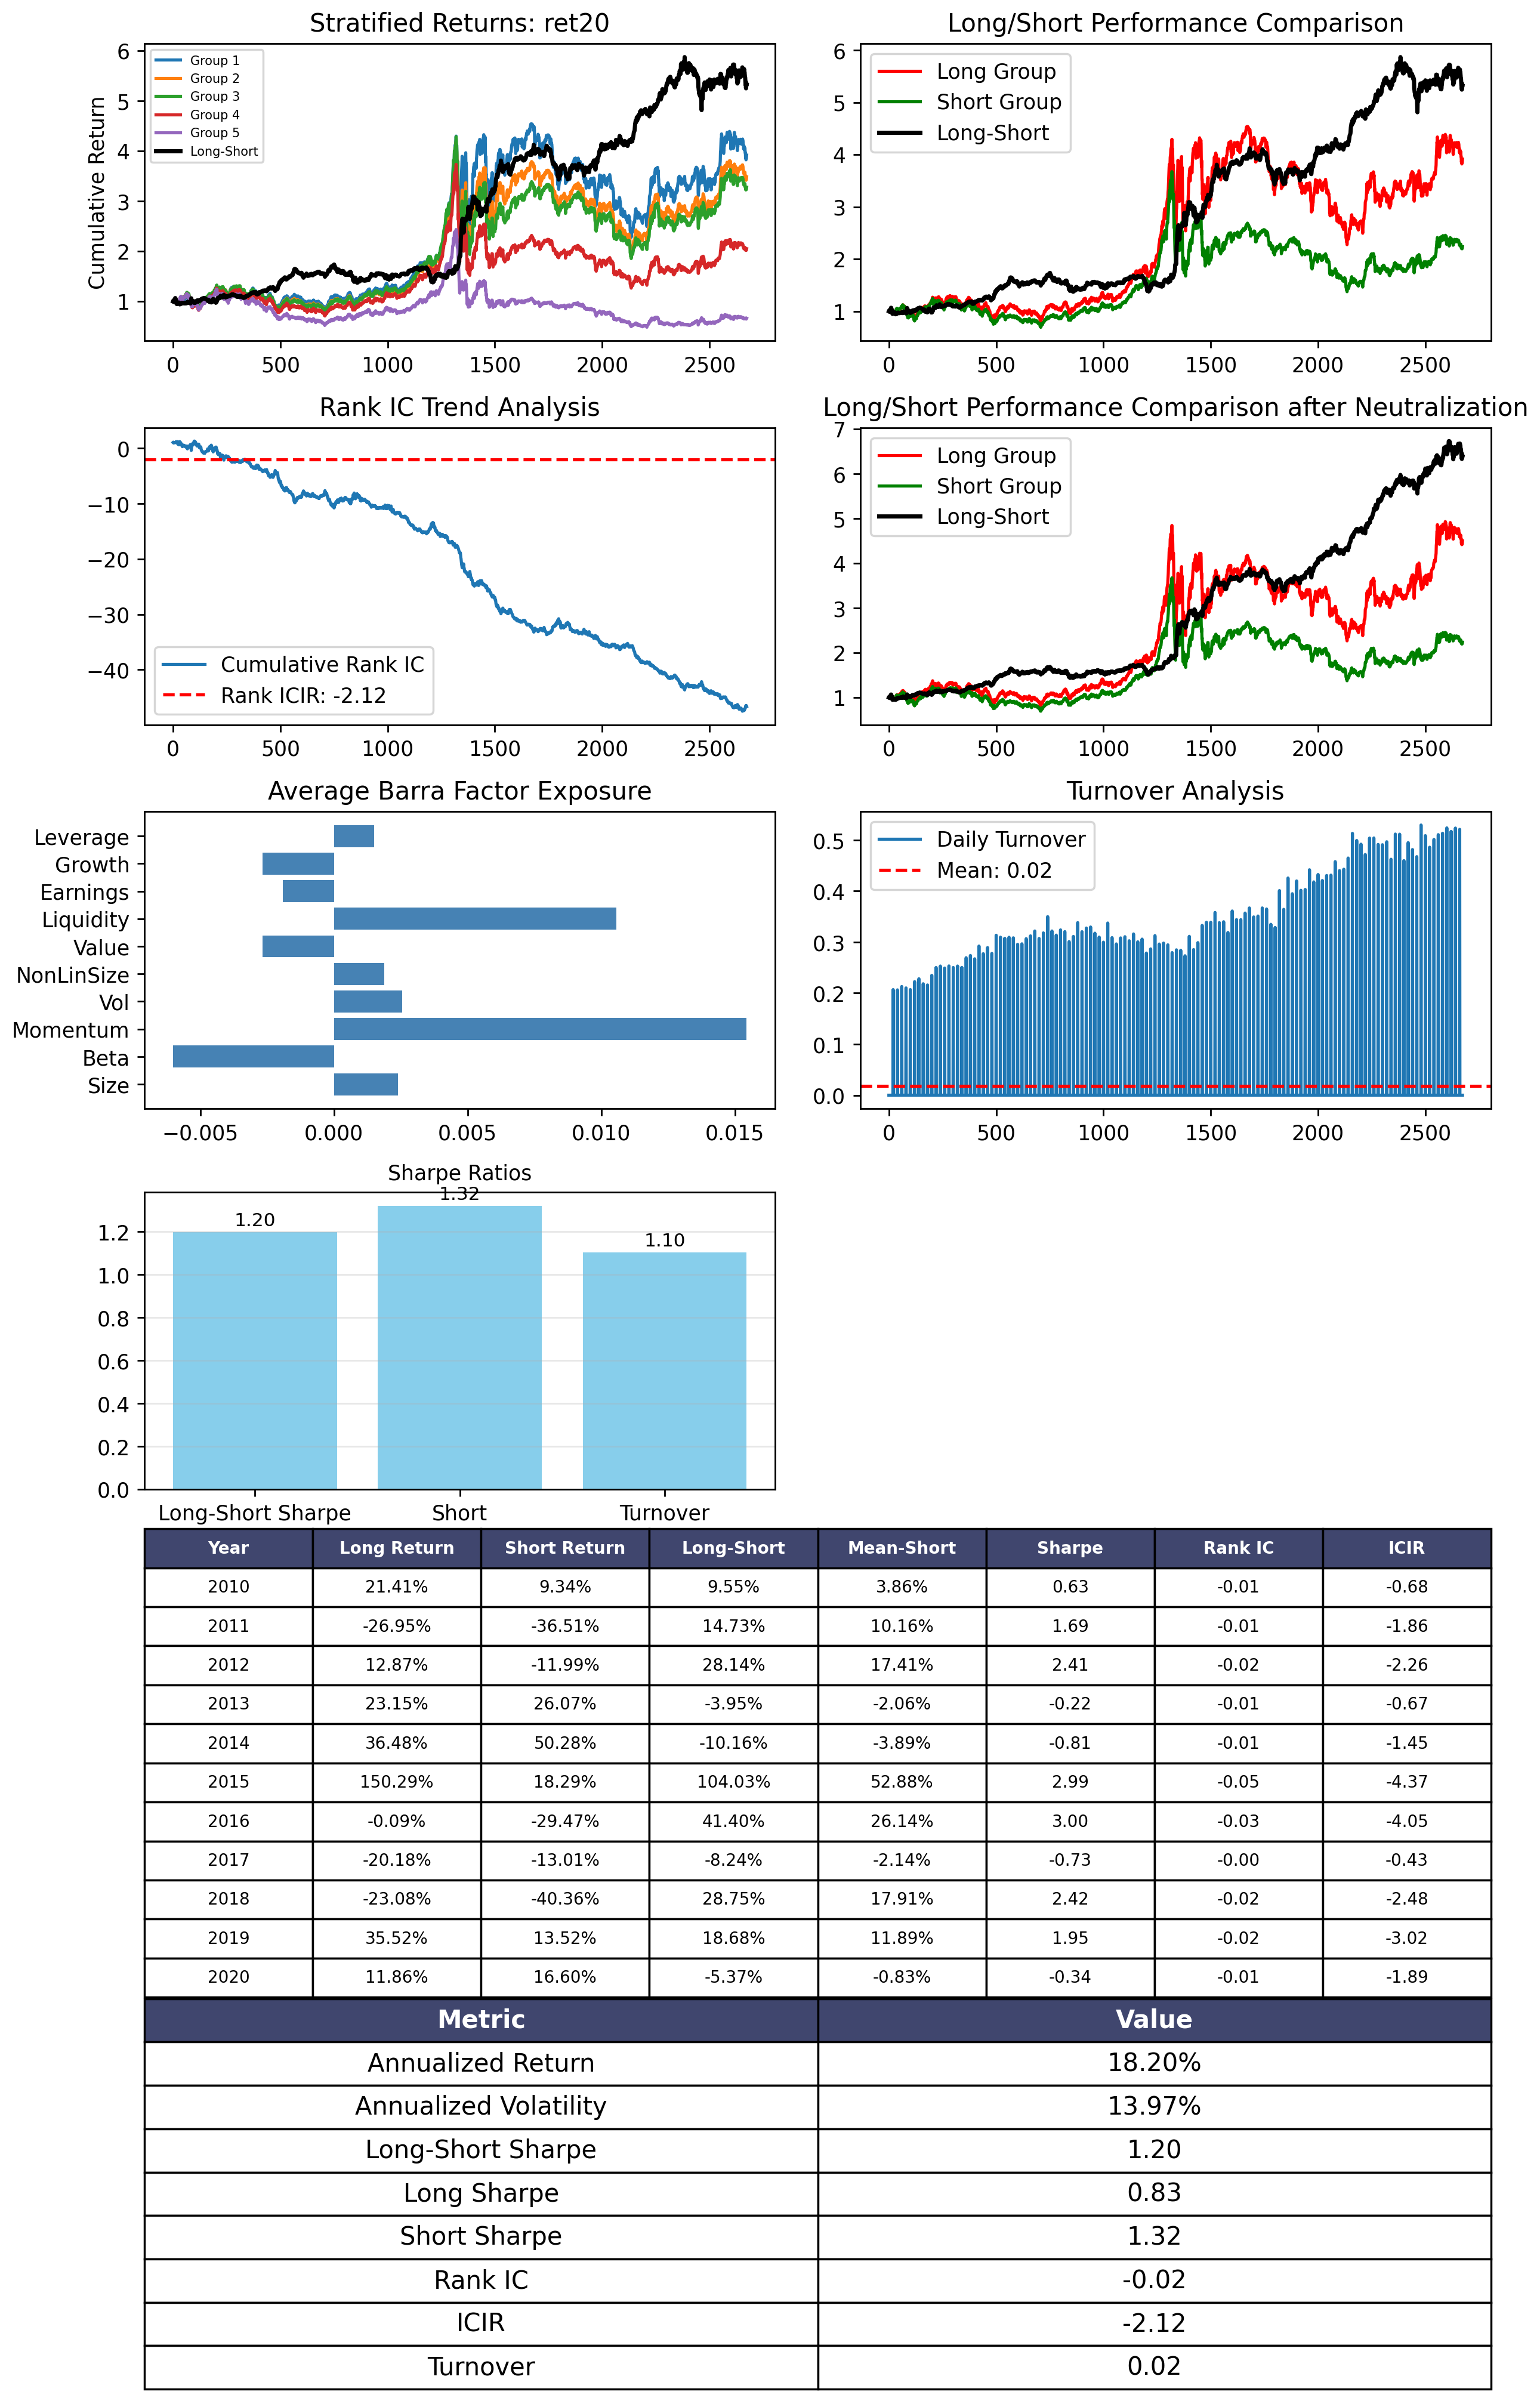 Stratified Returns: ret20
Cumulative Return
6
5
4
3
2
1
Group 1
Group 2
Group 3
Group 4
Group 5
Long-Short
0 500 1000 1500 2000 2500
Long/Short Performance Comparison
6
5
4
3
2
1
Long Group
Short Group
Long-Short
0 500 1000 1500 2000 2500
Rank IC Trend Analysis
0
−10
−20
−30
−40
Cumulative Rank IC
Rank ICIR: -2.12
0 500 1000 1500 2000 2500
Long/Short Performance Comparison after Neutralization
7
6
5
4
3
2
1
Long Group
Short Group
Long-Short
0 500 1000 1500 2000 2500
Average Barra Factor Exposure
Leverage
Growth
Earnings
Liquidity
Value
NonLinSize
Vol
Momentum
Beta
Size
−0.005 0.000 0.005 0.010 0.015
Turnover Analysis
0.5
0.4
0.3
0.2
0.1
0.0
Daily Turnover
Mean: 0.02
0 500 1000 1500 2000 2500
Sharpe Ratios
1.2
1.0
0.8
0.6
0.4
0.2
0.0
1.20
1.32
1.10
Long-Short Sharpe Short Turnover
Year Long Return Short Return Long-Short Mean-Short Sharpe Rank IC ICIR
2010 21.41% 9.34% 9.55% 3.86% 0.63 -0.01 -0.68
2011 -26.95% -36.51% 14.73% 10.16% 1.69 -0.01 -1.86
2012 12.87% -11.99% 28.14% 17.41% 2.41 -0.02 -2.26
2013 23.15% 26.07% -3.95% -2.06% -0.22 -0.01 -0.67
2014 36.48% 50.28% -10.16% -3.89% -0.81 -0.01 -1.45
2015 150.29% 18.29% 104.03% 52.88% 2.99 -0.05 -4.37
2016 -0.09% -29.47% 41.40% 26.14% 3.00 -0.03 -4.05
2017 -20.18% -13.01% -8.24% -2.14% -0.73 -0.00 -0.43
2018 -23.08% -40.36% 28.75% 17.91% 2.42 -0.02 -2.48
2019 35.52% 13.52% 18.68% 11.89% 1.95 -0.02 -3.02
2020 11.86% 16.60% -5.37% -0.83% -0.34 -0.01 -1.89
Metric Value
Annualized Return 18.20%
Annualized Volatility 13.97%
Long-Short Sharpe 1.20
Long Sharpe 0.83
Short Sharpe 1.32
Rank IC -0.02
ICIR -2.12
Turnover 0.02